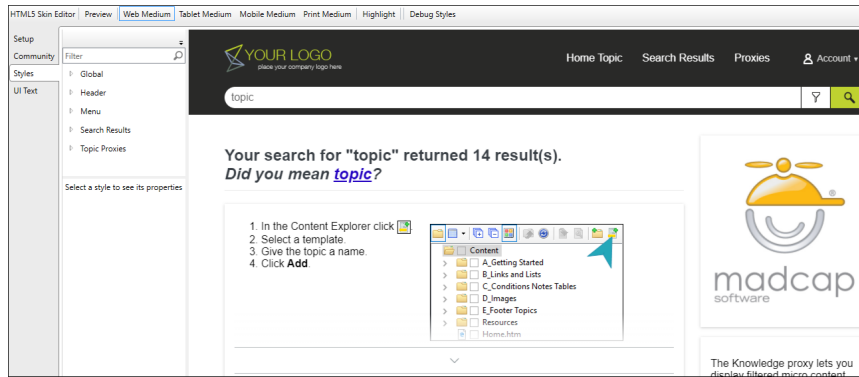 HTML5 Skin Editor Preview Web Medium Tablet Medium Mobile Medium Print Medium Highlight Debug Styles
Setup
Community
Styles
UI Text
Filter
Global
Header
Menu
Search Results
Topic Proxies
Select a style to see its properties
YOUR LOGO
place your company logo here
Home Topic Search Results Proxies Account
topic
Your search for "topic" returned 14 result(s).
Did you mean topic?
1. In the Content Explorer click .
2. Select a template.
3. Give the topic a name.
4. Click Add.
Content
A_Getting Started
B_Links and Lists
C_Conditions Notes Tables
D_Images
E_Footer Topics
Resources
Home.htm
madcap
software
The Knowledge proxy lets you
display filtered micro content